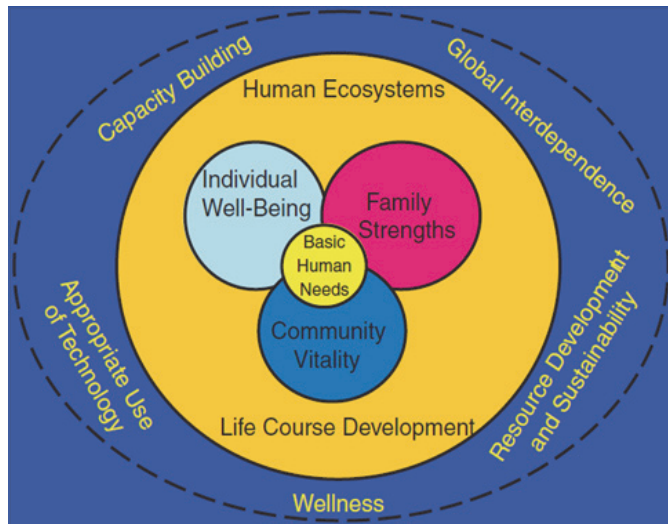 Capacity Building
Global Interdependence
Human Ecosystems
Individual
Well-Being
Family
Strengths
Basic
Human
Needs
Community
Vitality
Appropriate Use
of Technology
Resource Development
and Sustainability
Life Course Development
Wellness